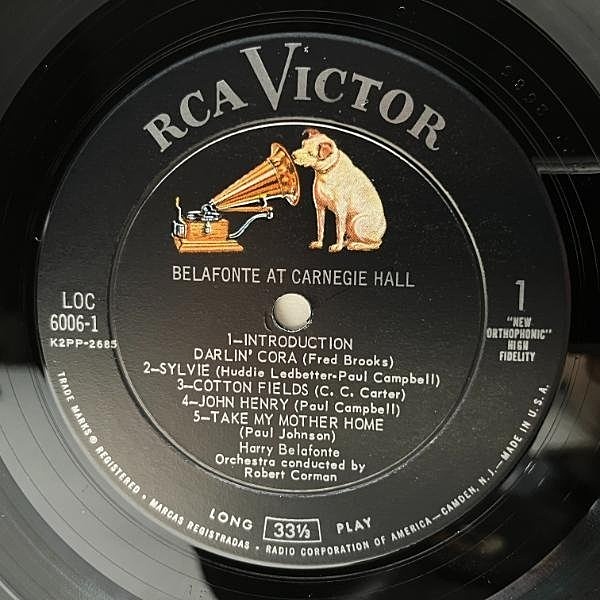 RCA VICTOR
BELAFONTE AT CARNEGIE HALL
LOC
6006-1
K2PP-2685
1
"NEW
ORTHOPHONIC"
HIGH
FIDELITY
1—INTRODUCTION
DARLIN' CORA (Fred Brooks)
2—SYLVIE (Huddie Ledbetter-Paul Campbell)
3—COTTON FIELDS (C. C. Carter)
4—JOHN HENRY (Paul Campbell)
5—TAKE MY MOTHER HOME
(Paul Johnson)
Harry Belafonte
Orchestra conducted by
Robert Corman
LONG 33⅓ PLAY
TRADE MARKS ® REGISTERED • MARCAS REGISTRADAS • RADIO CORPORATION OF AMERICA—CAMDEN, N.J.—MADE IN U.S.A.